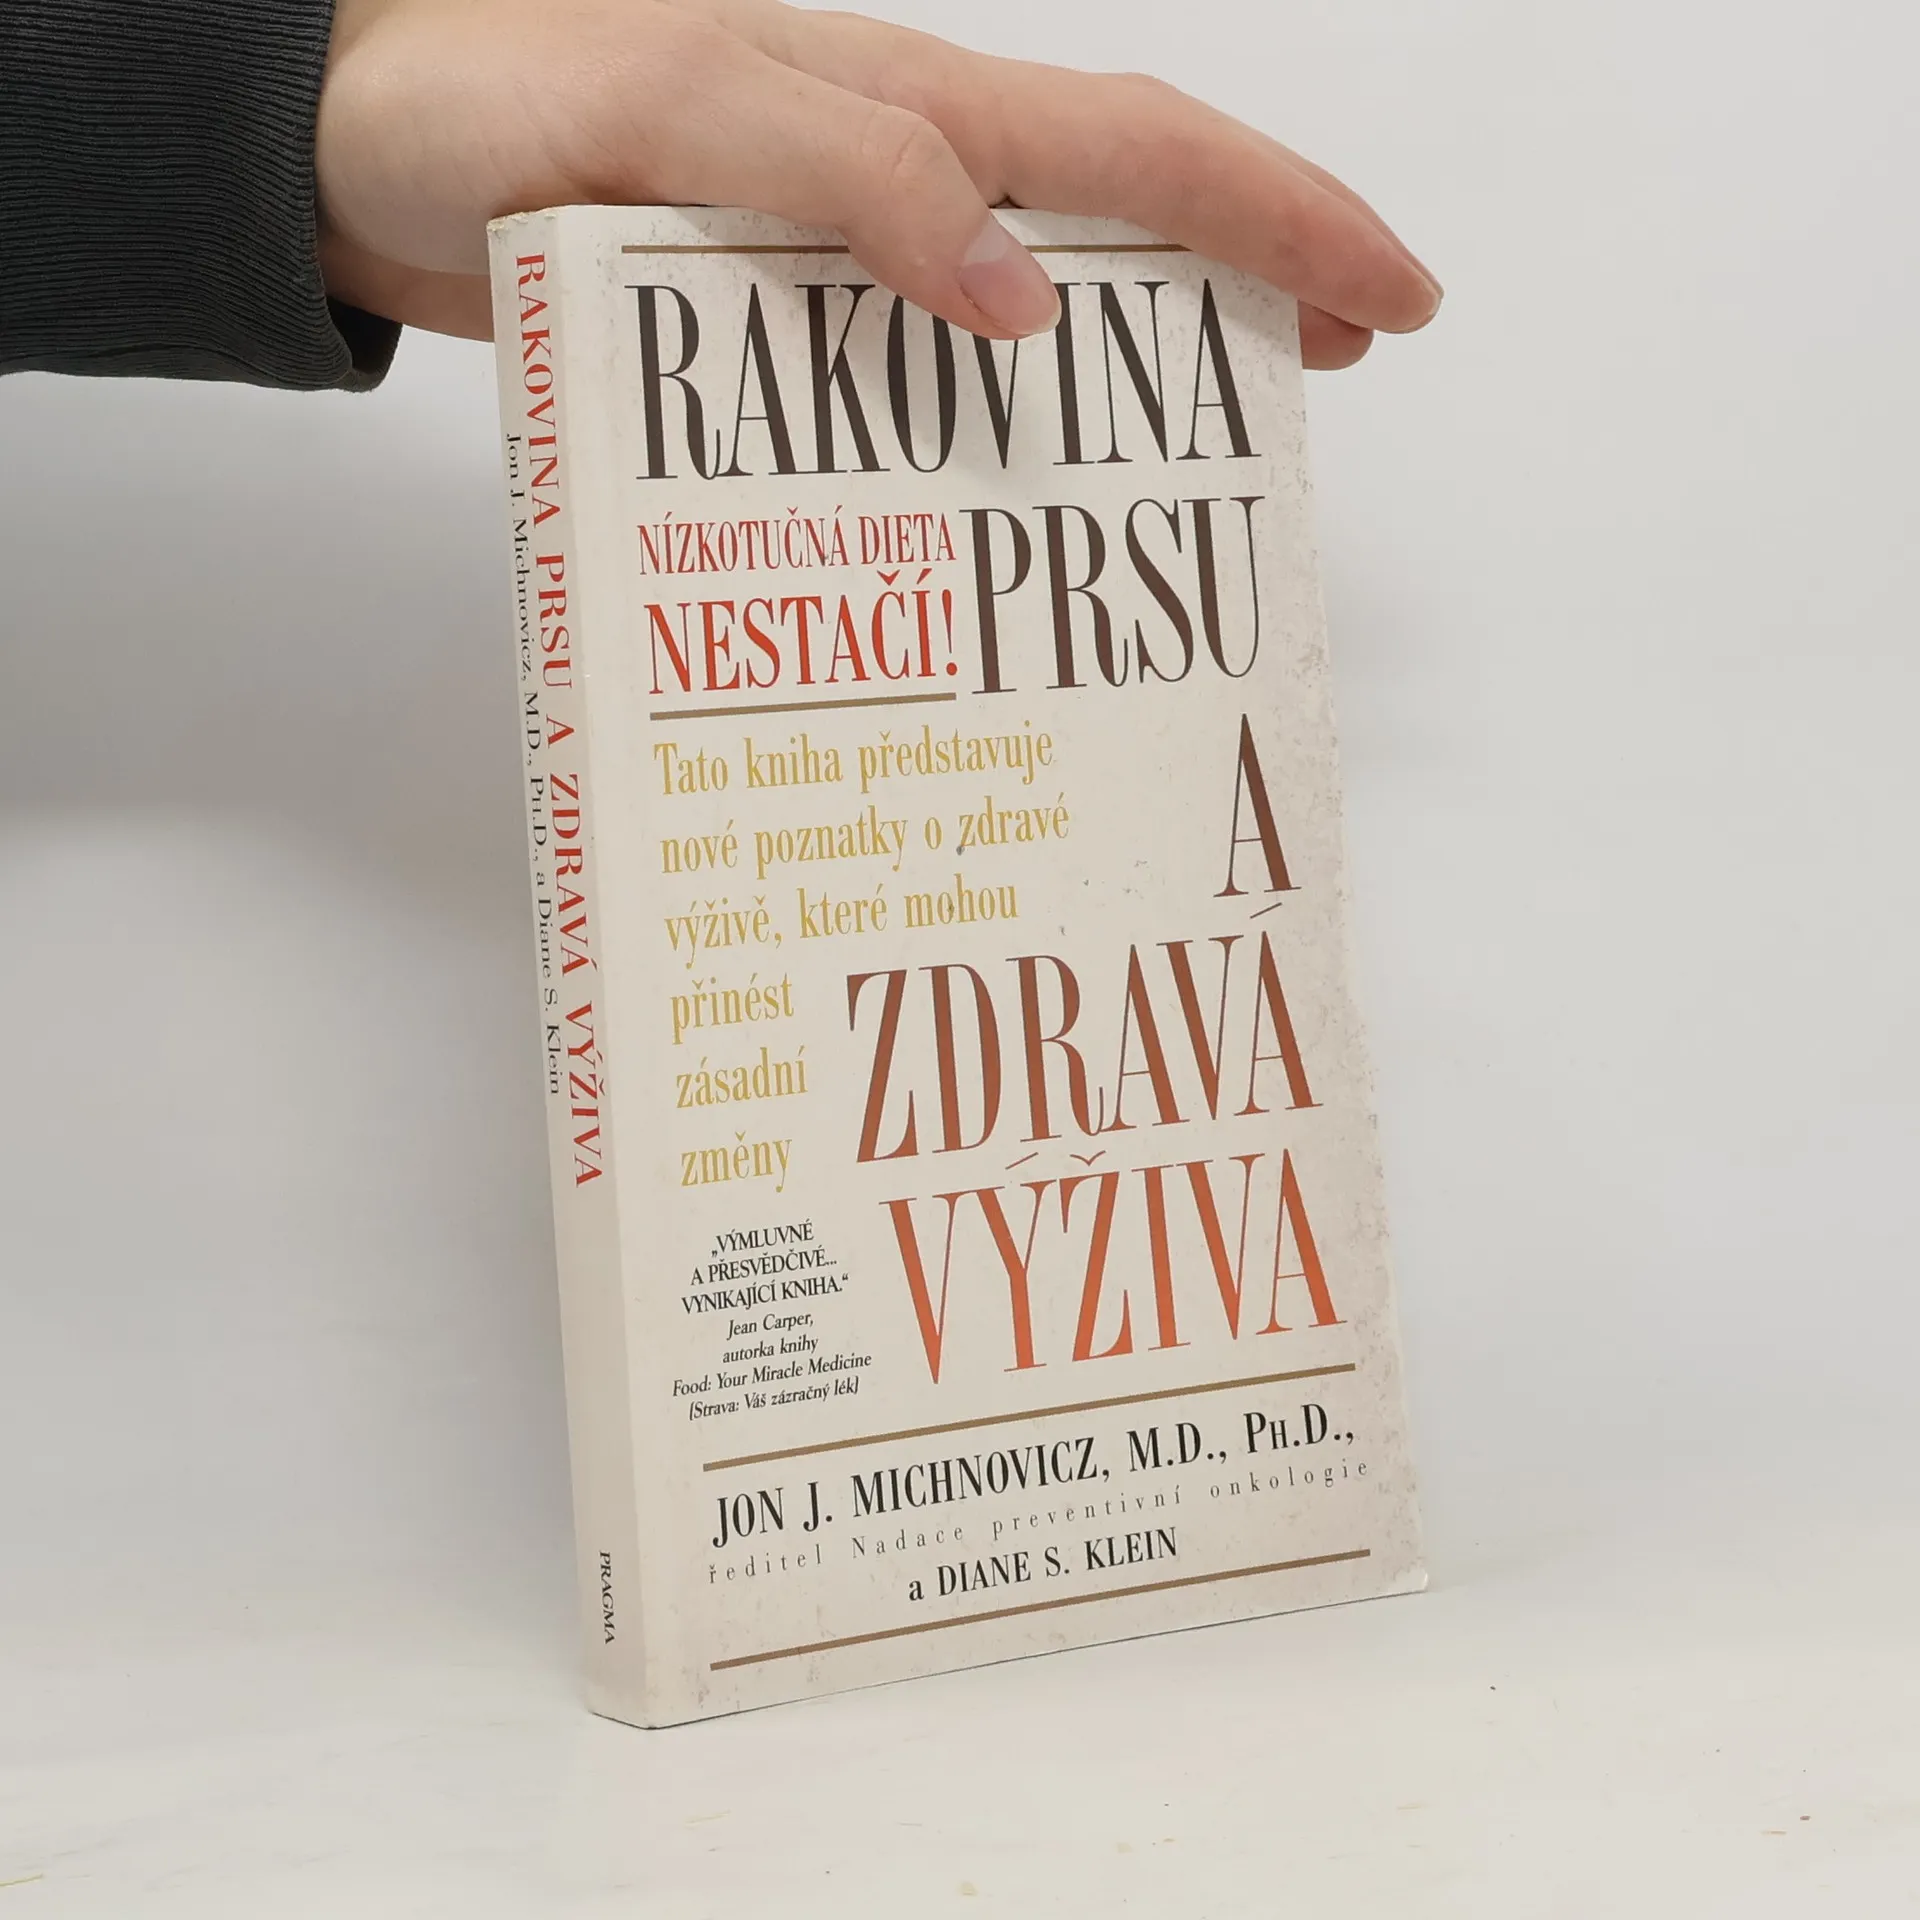 RAKOVINA PRSU A ZDRAVÁ VÝŽIVA
Jon J. Michnovicz, M.D., Ph.D., a Diane S. Klein
PRAGMA
RAKOVINA
NÍZKOTUČNÁ DIETA
NESTAČÍ!
PRSU
Tato kniha představuje
nové poznatky o zdravé
výživě, které mohou
přinést
zásadní
změny
A
ZDRAVÁ
VÝŽIVA
„VÝMLUVNÉ
A PŘESVĚDČIVÉ...
VYNIKAJÍCÍ KNIHA.“
Jean Carper,
autorka knihy
Food: Your Miracle Medicine
(Strava: Váš zázračný lék)
JON J. MICHNOVICZ, M.D., PH.D.,
ředitel Nadace preventivní onkologie
a DIANE S. KLEIN